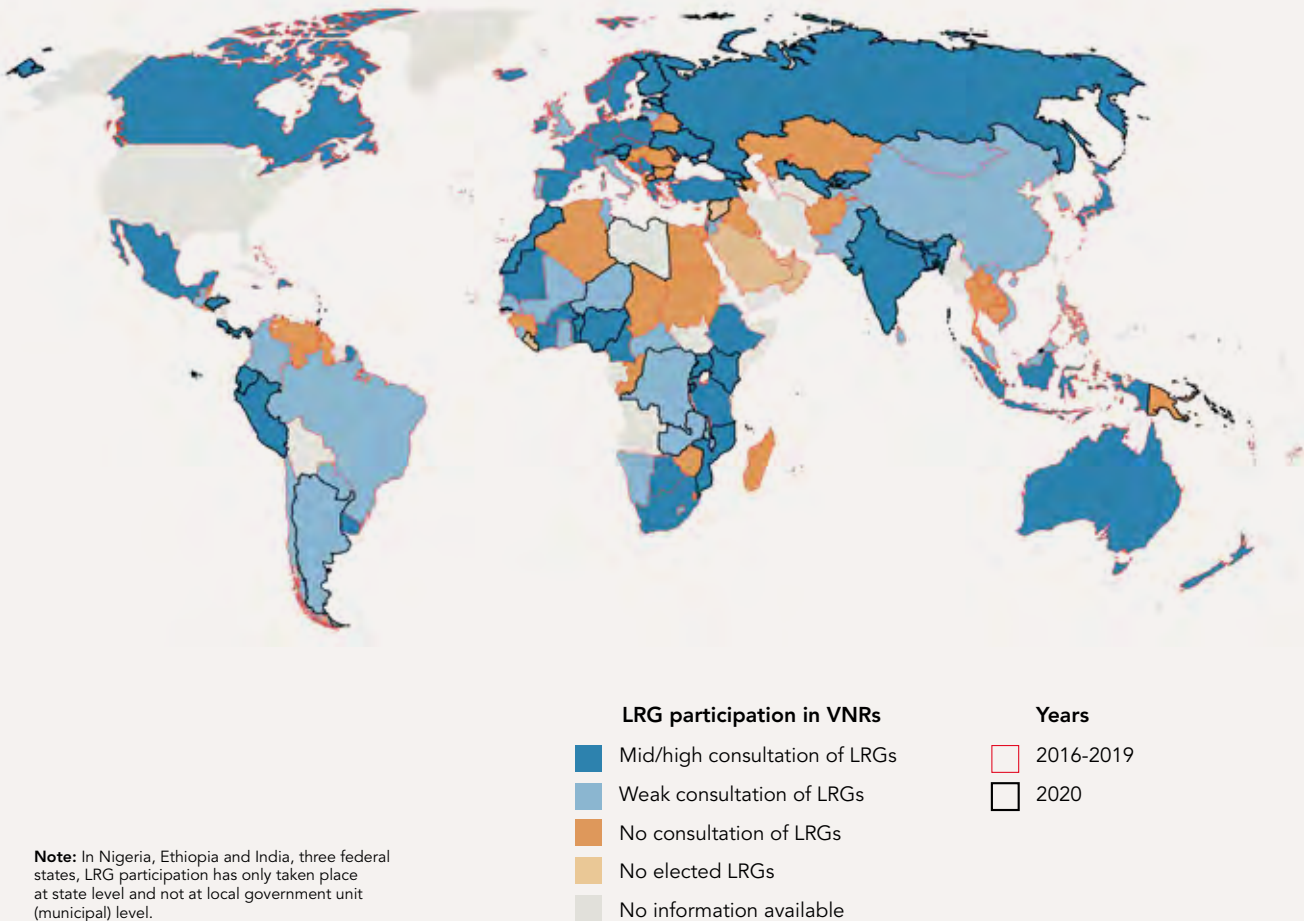 LRG participation in VNRs
Mid/high consultation of LRGs
Weak consultation of LRGs
No consultation of LRGs
No elected LRGs
No information available
Years
2016-2019
2020
Note: In Nigeria, Ethiopia and India, three federal
states, LRG participation has only taken place
at state level and not at local government unit
(municipal) level.